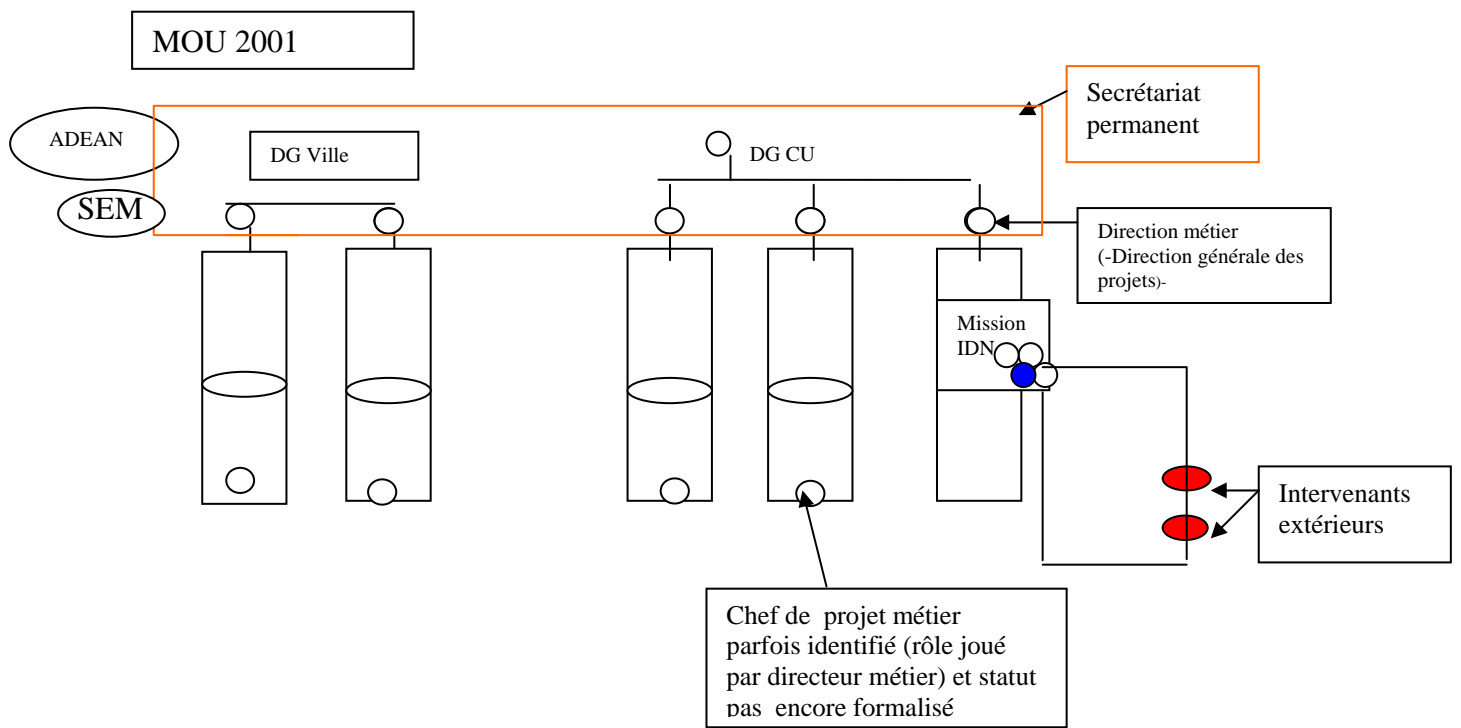 MOU 2001
Secrétariat
permanent
ADEAN
DG Ville
DG CU
SEM
Direction métier
(-Direction générale des
projets)-
Mission
IDN
Intervenants
extérieurs
Chef de  projet métier
parfois identifié (rôle joué
par directeur métier) et statut
pas  encore formalisé